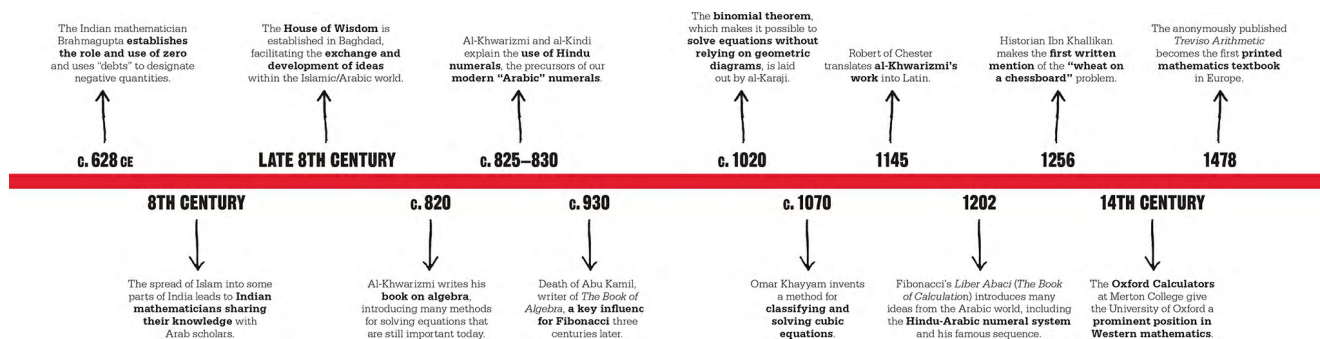 The Indian mathematician
Brahmagupta establishes
the role and use of zero
and uses “debts” to designate
negative quantities.
c. 628 CE
8TH CENTURY
The spread of Islam into some
parts of India leads to Indian
mathematicians sharing
their knowledge with
Arab scholars.
The House of Wisdom is
established in Baghdad,
facilitating the exchange and
development of ideas
within the Islamic/Arabic world.
LATE 8TH CENTURY
c. 820
Al-Khwarizmi writes his
book on algebra,
introducing many methods
for solving equations that
are still important today.
Al-Khwarizmi and al-Kindi
explain the use of Hindu
numerals, the precursors of our
modern “Arabic” numerals.
c. 825–830
c. 930
Death of Abu Kamil,
writer of The Book of
Algebra, a key influenc
for Fibonacci three
centuries later.
The binomial theorem,
which makes it possible to
solve equations without
relying on geometric
diagrams, is laid
out by al-Karaji.
c. 1020
c. 1070
Omar Khayyam invents
a method for
classifying and
solving cubic
equations.
Robert of Chester
translates al-Khwarizmi's
work into Latin.
1145
1202
Fibonacci's Liber Abaci (The Book
of Calculation) introduces many
ideas from the Arabic world, including
the Hindu-Arabic numeral system
and his famous sequence.
Historian Ibn Khallikan
makes the first written
mention of the “wheat on
a chessboard” problem.
1256
14TH CENTURY
The Oxford Calculators
at Merton College give
the University of Oxford a
prominent position in
Western mathematics.
The anonymously published
Treviso Arithmetic
becomes the first printed
mathematics textbook
in Europe.
1478